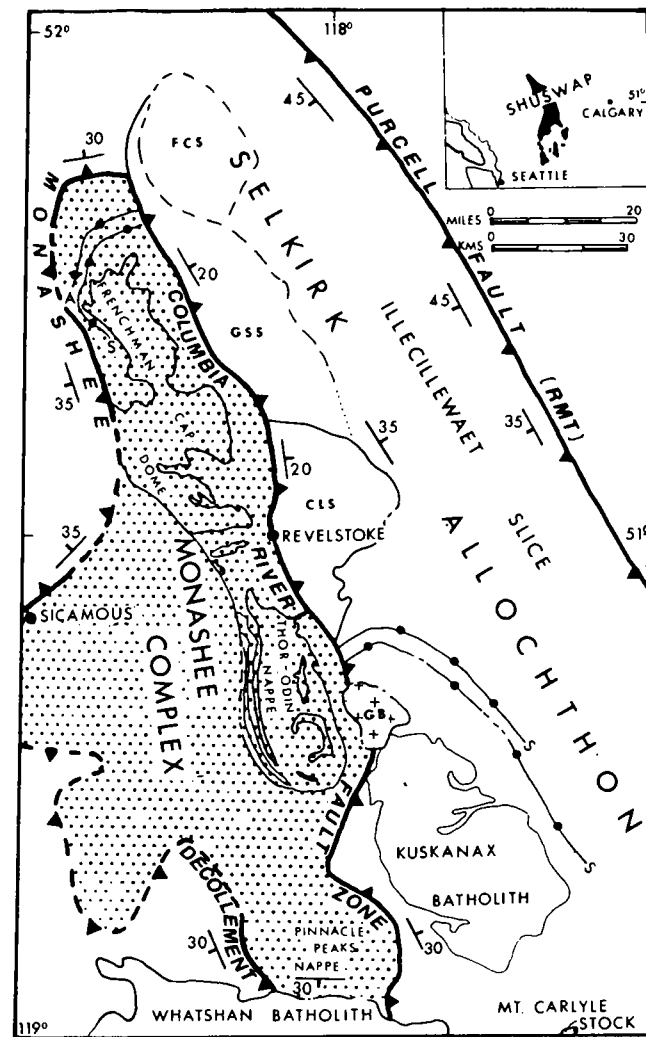 52°
118°
SHUSWAP
51°
CALGARY
SEATTLE
MILES 0 20
KMS 0 30
45
PURCELL FAULT (RMT)
30
FCS
SELKIRK ALLOCHTHON
MONASHEE
DECOLLEMENT
20
COLUMBIA RIVER FAULT ZONE
45
GSS
ILLECILLEWAET SLICE
FRENCHMAN
CAP
DOME
A
S
35
35
35
20
CLS
REVELSTOKE
51°
35
SICAMOUS
MONASHEE
COMPLEX
THOR-ODIN
NAPPE
GB
S
S
KUSKANAX
BATHOLITH
30
PINNACLE
PEAKS
NAPPE
30
30
119°
WHATSHAN BATHOLITH
MT. CARLYLE
STOCK